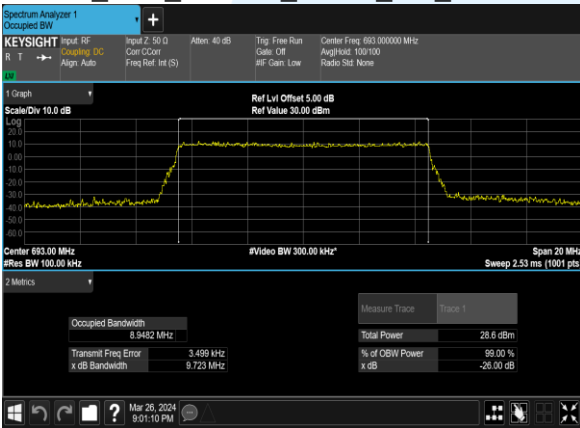 Spectrum Analyzer 1
Occupied BW
+
KEYSIGHT Input: RF Input Z: 50 Ω Atten: 40 dB Trig: Free Run Center Freq: 693.000000 MHz
R T Coupling: DC Corr CCorr Gate: Off Avg|Hold: 100/100
Align: Auto Freq Ref: Int (S) #IF Gain: Low Radio Std: None
1 Graph
Ref Lvl Offset 5.00 dB
Scale/Div 10.0 dB Ref Value 30.00 dBm
Log
20.0
10.0
0.00
-10.0
-20.0
-30.0
-40.0
-50.0
-60.0
Center 693.00 MHz #Video BW 300.00 kHz* Span 20 MHz
#Res BW 100.00 kHz Sweep 2.53 ms (1001 pts)
2 Metrics
Measure Trace Trace 1
Occupied Bandwidth
8.9482 MHz Total Power 28.6 dBm
Transmit Freq Error 3.499 kHz % of OBW Power 99.00 %
x dB Bandwidth 9.723 MHz x dB -26.00 dB
?
Mar 26, 2024
9:01:10 PM